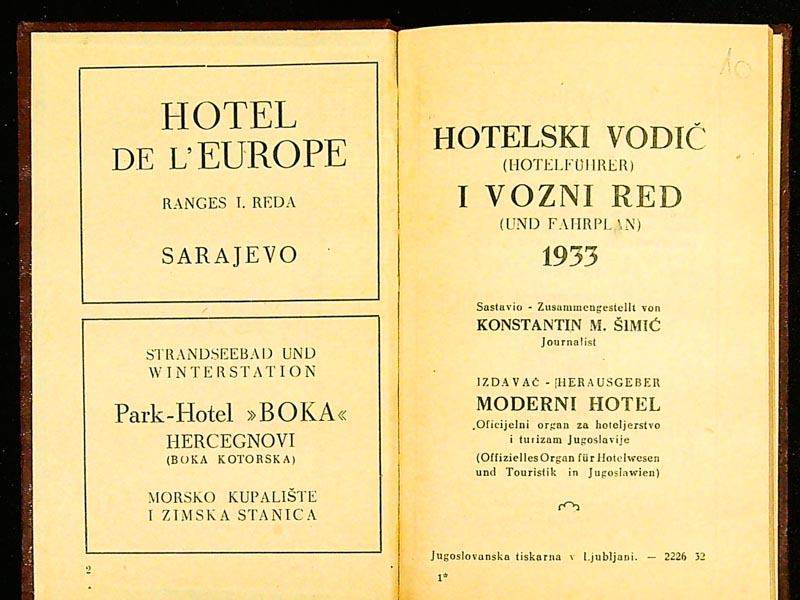 HOTEL
DE L'EUROPE
RANGES I. REDA
SARAJEVO
STRANDSEEBAD UND
WINTERSTATION
Park-Hotel »BOKA«
HERCEGNOVI
(BOKA KOTORSKA)
MORSKO KUPALIŠTE
I ZIMSKA STANICA
2
10
HOTELSKI VODIČ
(HOTELFÜHRER)
I VOZNI RED
(UND FAHRPLAN)
1933
Sastavio - Zusammengestellt von
KONSTANTIN M. ŠIMIĆ
Journalist
IZDAVAČ - HERAUSGEBER
MODERNI HOTEL
„Oficijelni organ za hoteljerstvo
i turizam Jugoslavije
(Offizielles Organ für Hotelwesen
und Touristik in Jugoslawien)
Jugoslovanska tiskarna v Ljubljani. — 2226 32
1*